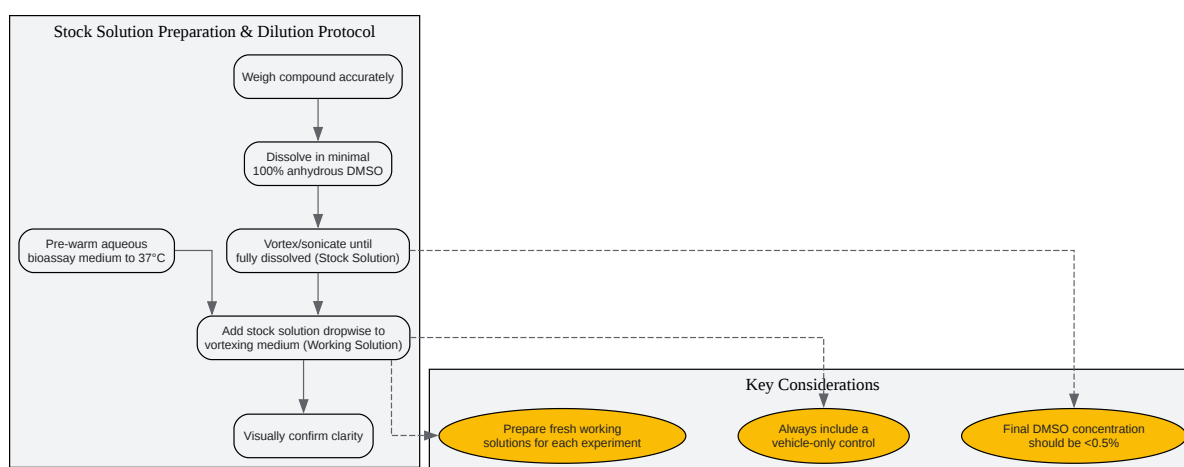 Stock Solution Preparation & Dilution Protocol
Weigh compound accurately
Dissolve in minimal
100% anhydrous DMSO
Pre-warm aqueous
bioassay medium to 37°C
Vortex/sonicate until
fully dissolved (Stock Solution)
Add stock solution dropwise to
vortexing medium (Working Solution)
Visually confirm clarity
Key Considerations
Prepare fresh working
solutions for each experiment
Always include a
vehicle-only control
Final DMSO concentration
should be <0.5%